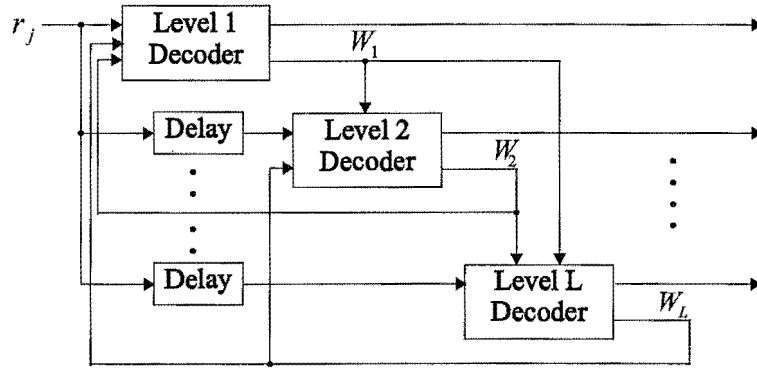 r_j
Level 1
Decoder
W_1
Delay
Level 2
Decoder
W_2
Delay
Level L
Decoder
W_L